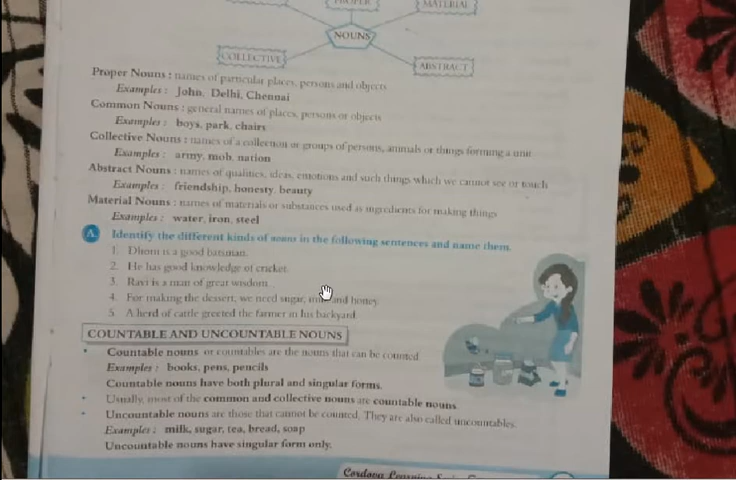 PROPER
MATERIAL
NOUNS
COLLECTIVE
ABSTRACT
Proper Nouns : names of particular places, persons and objects
Examples : John, Delhi, Chennai
Common Nouns : general names of places, persons or objects
Examples : boys, park, chairs
Collective Nouns : names of a collection or groups of persons, animals or things forming a unit
Examples : army, mob, nation
Abstract Nouns : names of qualities, ideas, emotions and such things which we cannot see or touch
Examples : friendship, honesty, beauty
Material Nouns : names of materials or substances used as ingredients for making things
Examples : water, iron, steel
A. Identify the different kinds of noun in the following sentences and name them.
1. Dhoni is a good batsman.
2. He has good knowledge of cricket.
3. Ravi is a man of great wisdom.
4. For making the dessert, we need sugar, and honey.
5. A herd of cattle greeted the farmer in his backyard.
COUNTABLE AND UNCOUNTABLE NOUNS
• Countable nouns or countables are the nouns that can be counted.
Examples : books, pens, pencils
Countable nouns have both plural and singular forms.
• Usually, most of the common and collective nouns are countable nouns.
• Uncountable nouns are those that cannot be counted. They are also called uncountables.
Examples : milk, sugar, tea, bread, soap
Uncountable nouns have singular form only.
Cordova Learning